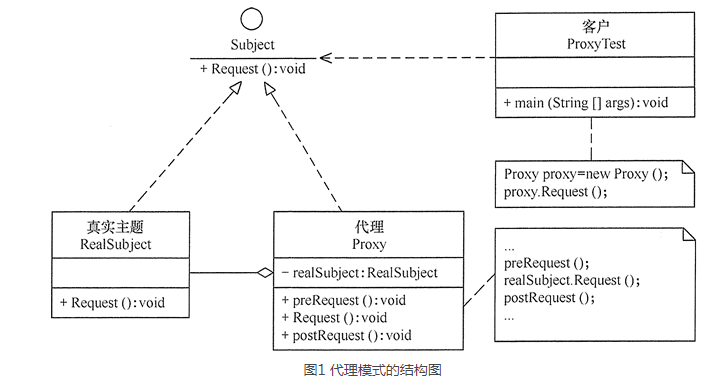 Subject
+ Request():void
客户
ProxyTest
+ main (String [] args):void
Proxy proxy=new Proxy ();
proxy.Request ();
真实主题
RealSubject
+ Request():void
代理
Proxy
− realSubject:RealSubject
+ preRequest():void
+ Request():void
+ postRequest():void
...
preRequest ();
realSubject.Request ();
postRequest ();
...
图1 代理模式的结构图